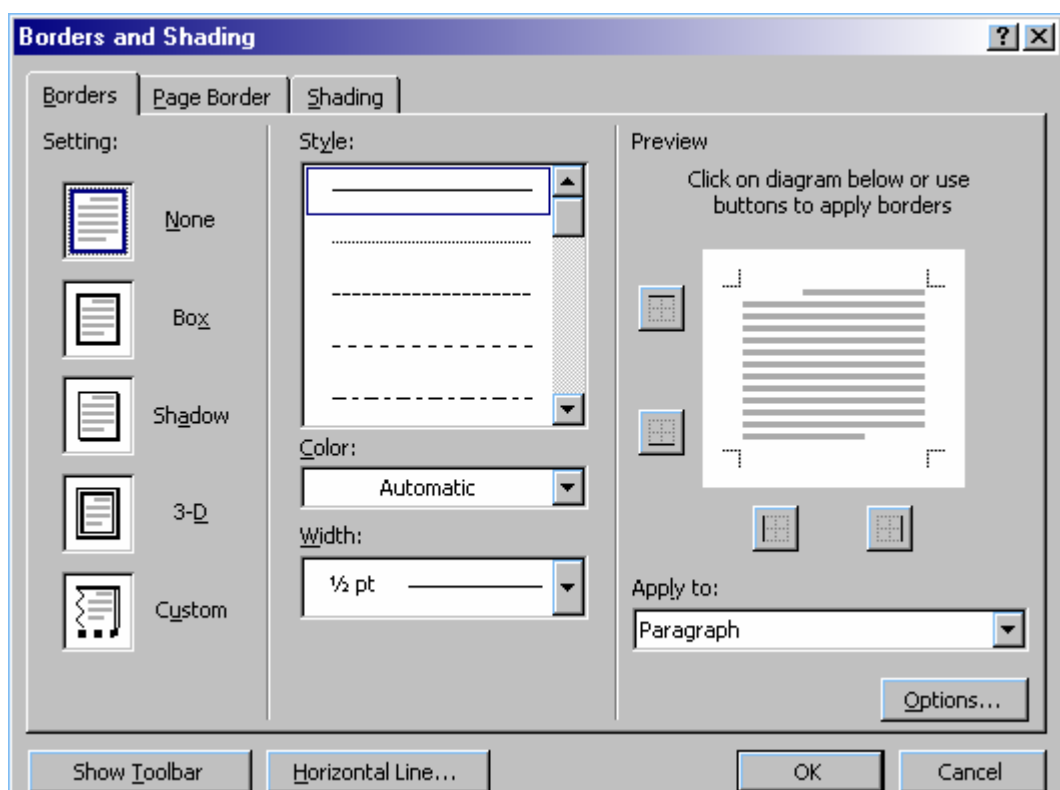 Borders and Shading
Borders
Page Border
Shading
Setting:
None
Box
Shadow
3-D
Custom
Style:
Color:
Automatic
Width:
½ pt
Preview
Click on diagram below or use
buttons to apply borders
Apply to:
Paragraph
Options...
Show Toolbar
Horizontal Line...
OK
Cancel